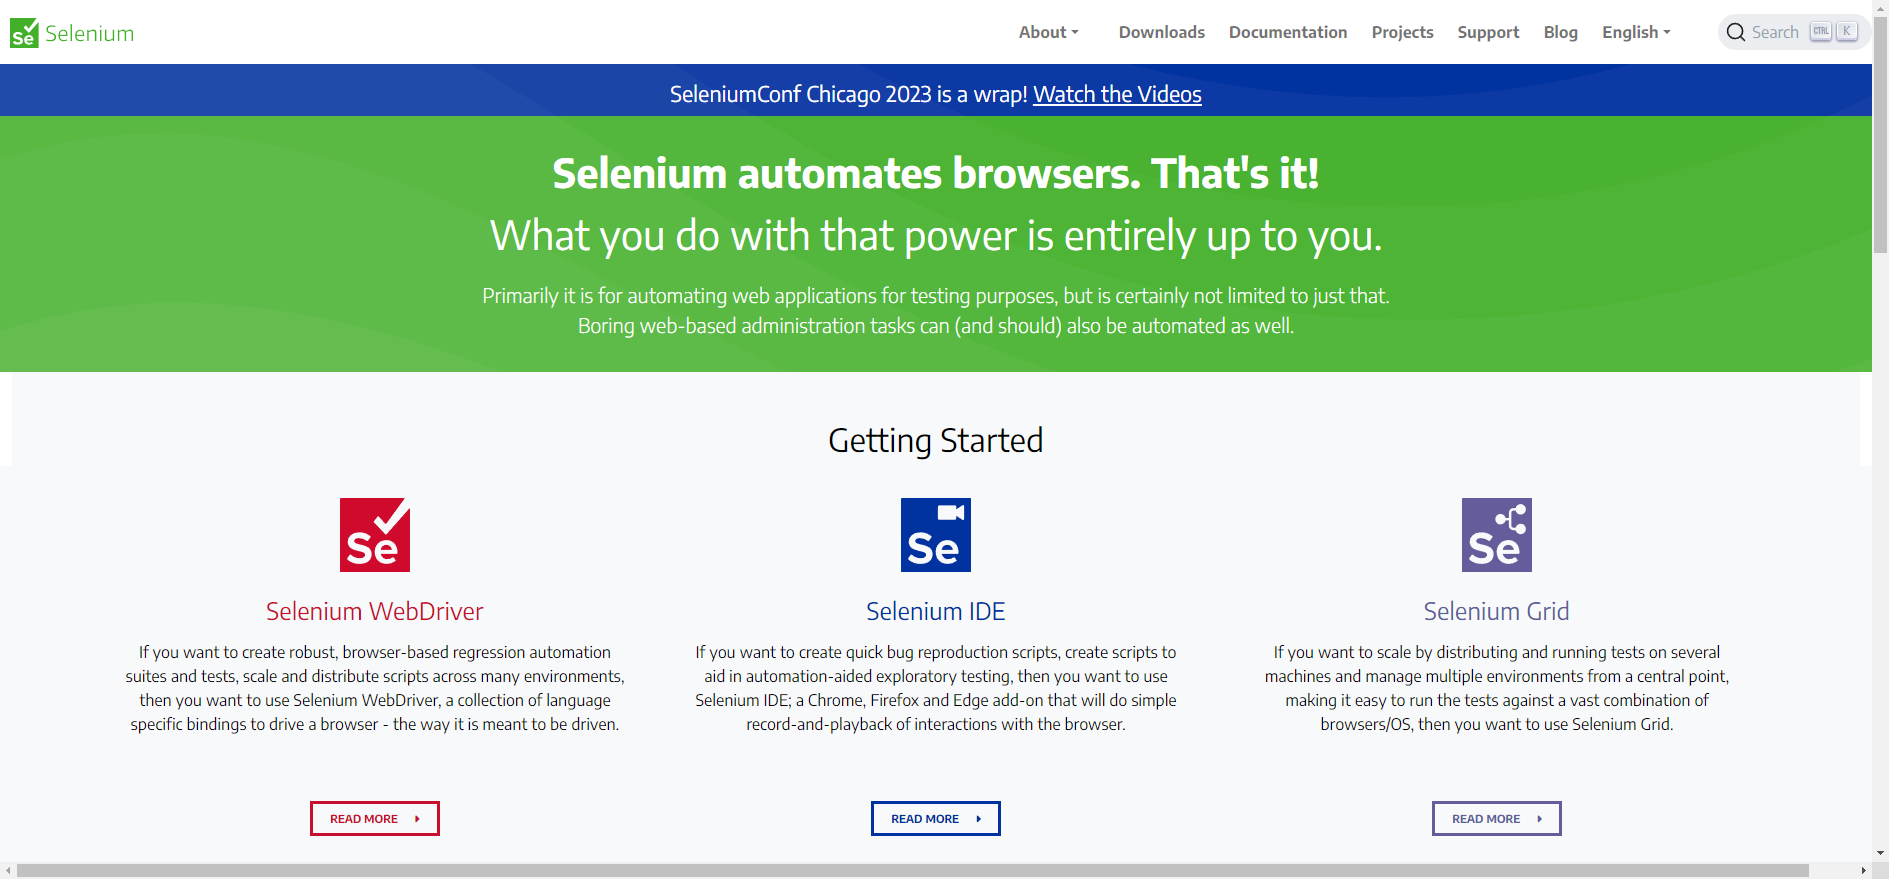 Se Selenium
About
Downloads
Documentation
Projects
Support
Blog
English
Search CTRL K
SeleniumConf Chicago 2023 is a wrap! Watch the Videos
Selenium automates browsers. That's it!
What you do with that power is entirely up to you.
Primarily it is for automating web applications for testing purposes, but is certainly not limited to just that.
Boring web-based administration tasks can (and should) also be automated as well.
Getting Started
Se
Selenium WebDriver
If you want to create robust, browser-based regression automation
suites and tests, scale and distribute scripts across many environments,
then you want to use Selenium WebDriver, a collection of language
specific bindings to drive a browser - the way it is meant to be driven.
READ MORE
Se
Selenium IDE
If you want to create quick bug reproduction scripts, create scripts to
aid in automation-aided exploratory testing, then you want to use
Selenium IDE; a Chrome, Firefox and Edge add-on that will do simple
record-and-playback of interactions with the browser.
READ MORE
Se
Selenium Grid
If you want to scale by distributing and running tests on several
machines and manage multiple environments from a central point,
making it easy to run the tests against a vast combination of
browsers/OS, then you want to use Selenium Grid.
READ MORE